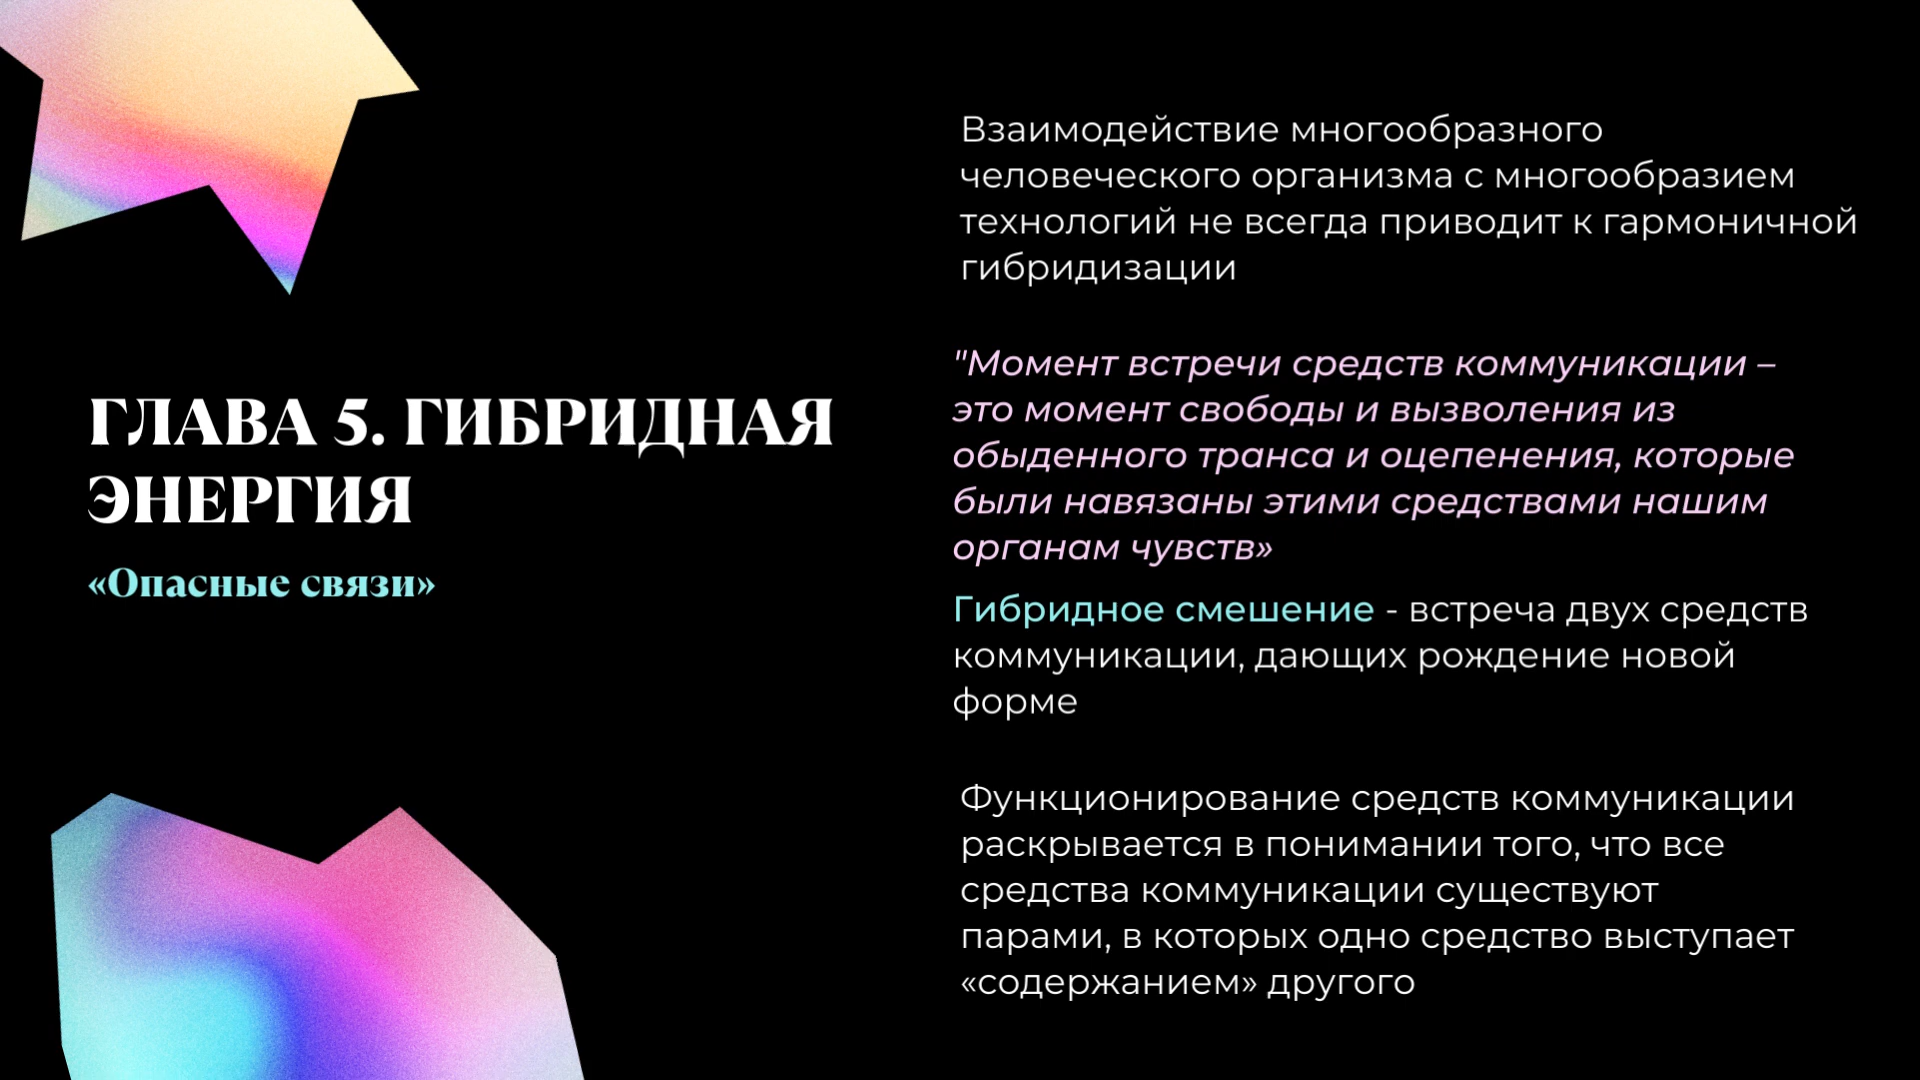 ГЛАВА 5. ГИБРИДНАЯ
ЭНЕРГИЯ
«Опасные связи»
Взаимодействие многообразного
человеческого организма с многообразием
технологий не всегда приводит к гармоничной
гибридизации
"Момент встречи средств коммуникации –
это момент свободы и вызволения из
обыденного транса и оцепенения, которые
были навязаны этими средствами нашим
органам чувств»
Гибридное смешение - встреча двух средств
коммуникации, дающих рождение новой
форме
Функционирование средств коммуникации
раскрывается в понимании того, что все
средства коммуникации существуют
парами, в которых одно средство выступает
«содержанием» другого